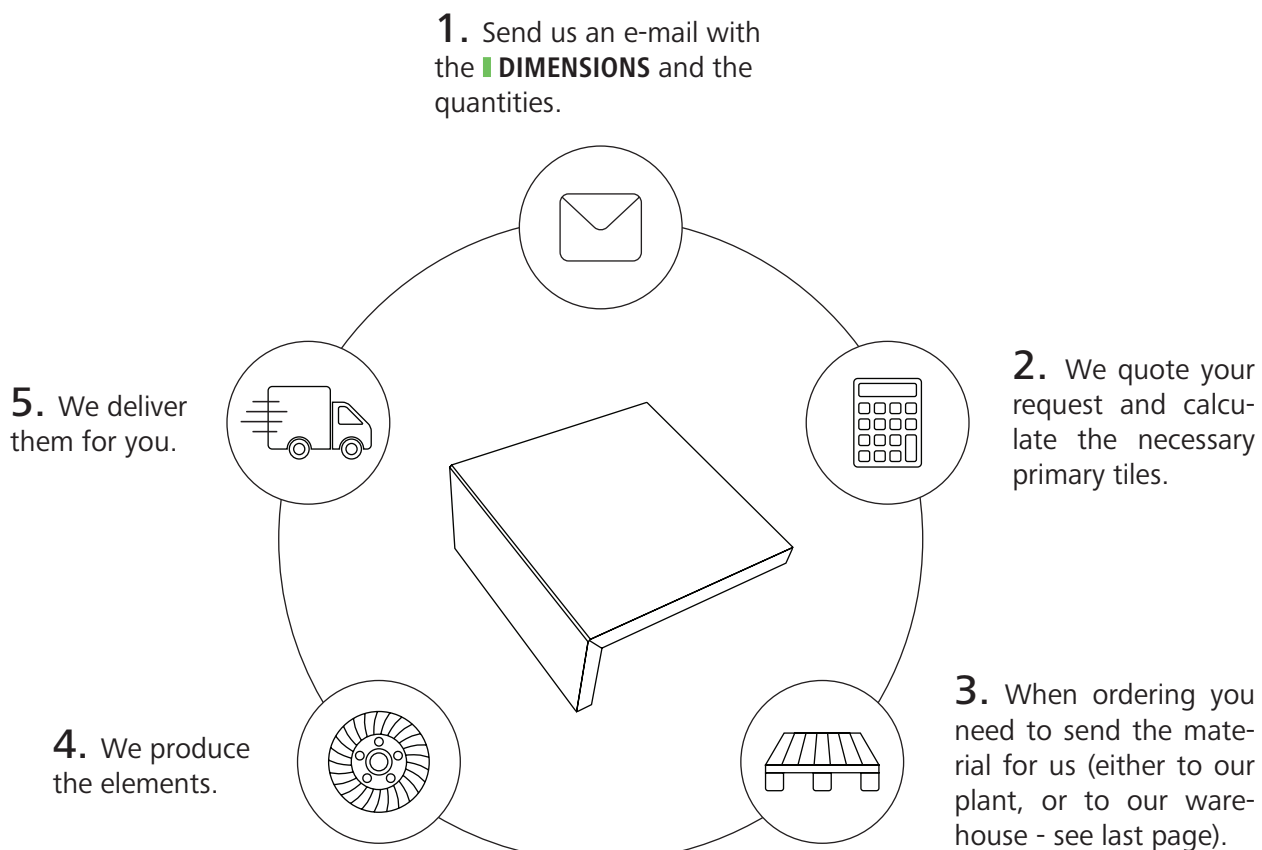 1. Send us an e-mail with
the DIMENSIONS and the
quantities.
2. We quote your
request and calcu-
late the necessary
primary tiles.
3. When ordering you
need to send the mate-
rial for us (either to our
plant, or to our ware-
house - see last page).
4. We produce
the elements.
5. We deliver
them for you.